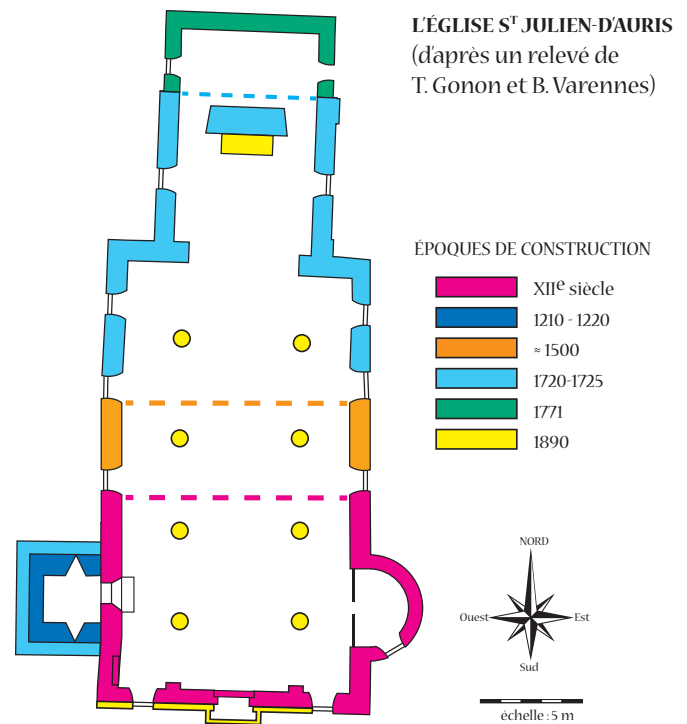 L'ÉGLISE Sᵀ JULIEN-D'AURIS
(d'après un relevé de
T. Gonon et B. Varennes)
ÉPOQUES DE CONSTRUCTION
XIIᵉ siècle
1210 - 1220
≈ 1500
1720-1725
1771
1890
NORD
Ouest
Est
Sud
échelle : 5 m